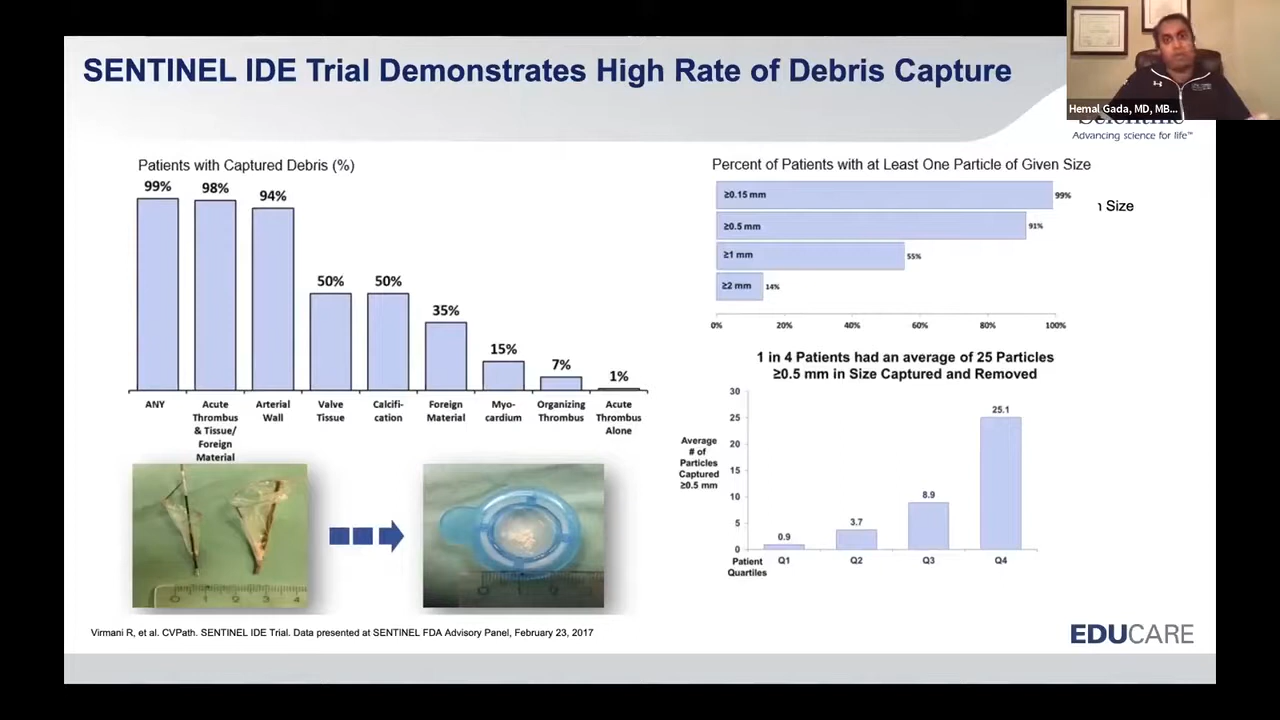 SENTINEL IDE Trial Demonstrates High Rate of Debris Capture
Hemal Gada, MD, MB...
Scientific
Advancing science for life™
Patients with Captured Debris (%)
99%
98%
94%
50%
50%
35%
15%
7%
1%
ANY
Acute
Thrombus
& Tissue/
Foreign
Material
Arterial
Wall
Valve
Tissue
Calcifi-
cation
Foreign
Material
Myo-
cardium
Organizing
Thrombus
Acute
Thrombus
Alone
0 1 2 3 4
0 1
Percent of Patients with at Least One Particle of Given Size
Size
≥0.15 mm
99%
≥0.5 mm
91%
≥1 mm
55%
≥2 mm
14%
0% 20% 40% 60% 80% 100%
1 in 4 Patients had an average of 25 Particles
≥0.5 mm in Size Captured and Removed
Average
# of
Particles
Captured
≥0.5 mm
30
25
20
15
10
5
0
0.9
3.7
8.9
25.1
Patient
Quartiles
Q1 Q2 Q3 Q4
Virmani R, et al. CVPath. SENTINEL IDE Trial. Data presented at SENTINEL FDA Advisory Panel, February 23, 2017
EDUCARE